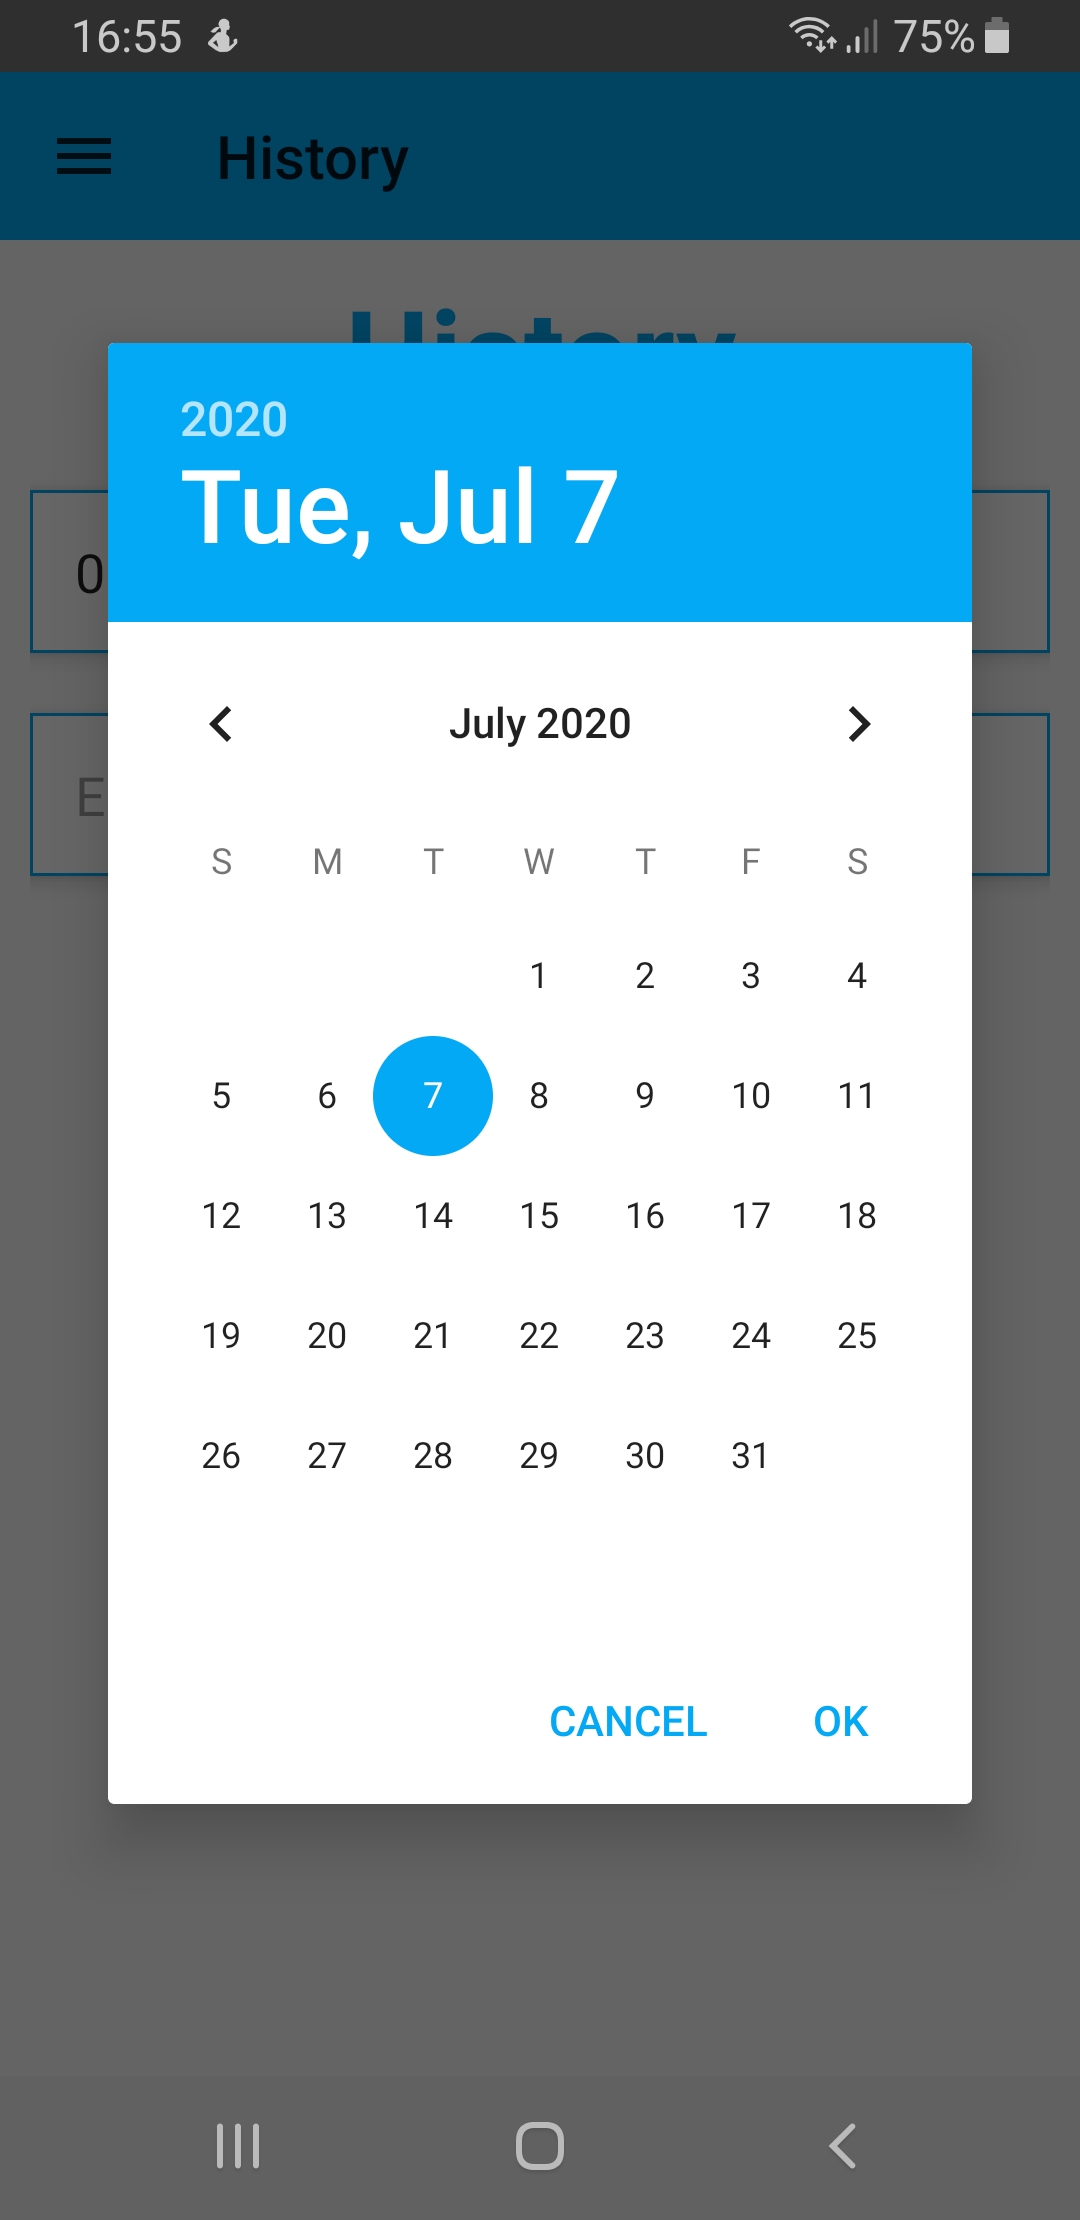 16:55 75%
History
History
2020
Tue, Jul 7
0
July 2020
E
S M T W T F S
1 2 3 4
5 6 7 8 9 10 11
12 13 14 15 16 17 18
19 20 21 22 23 24 25
26 27 28 29 30 31
CANCEL OK